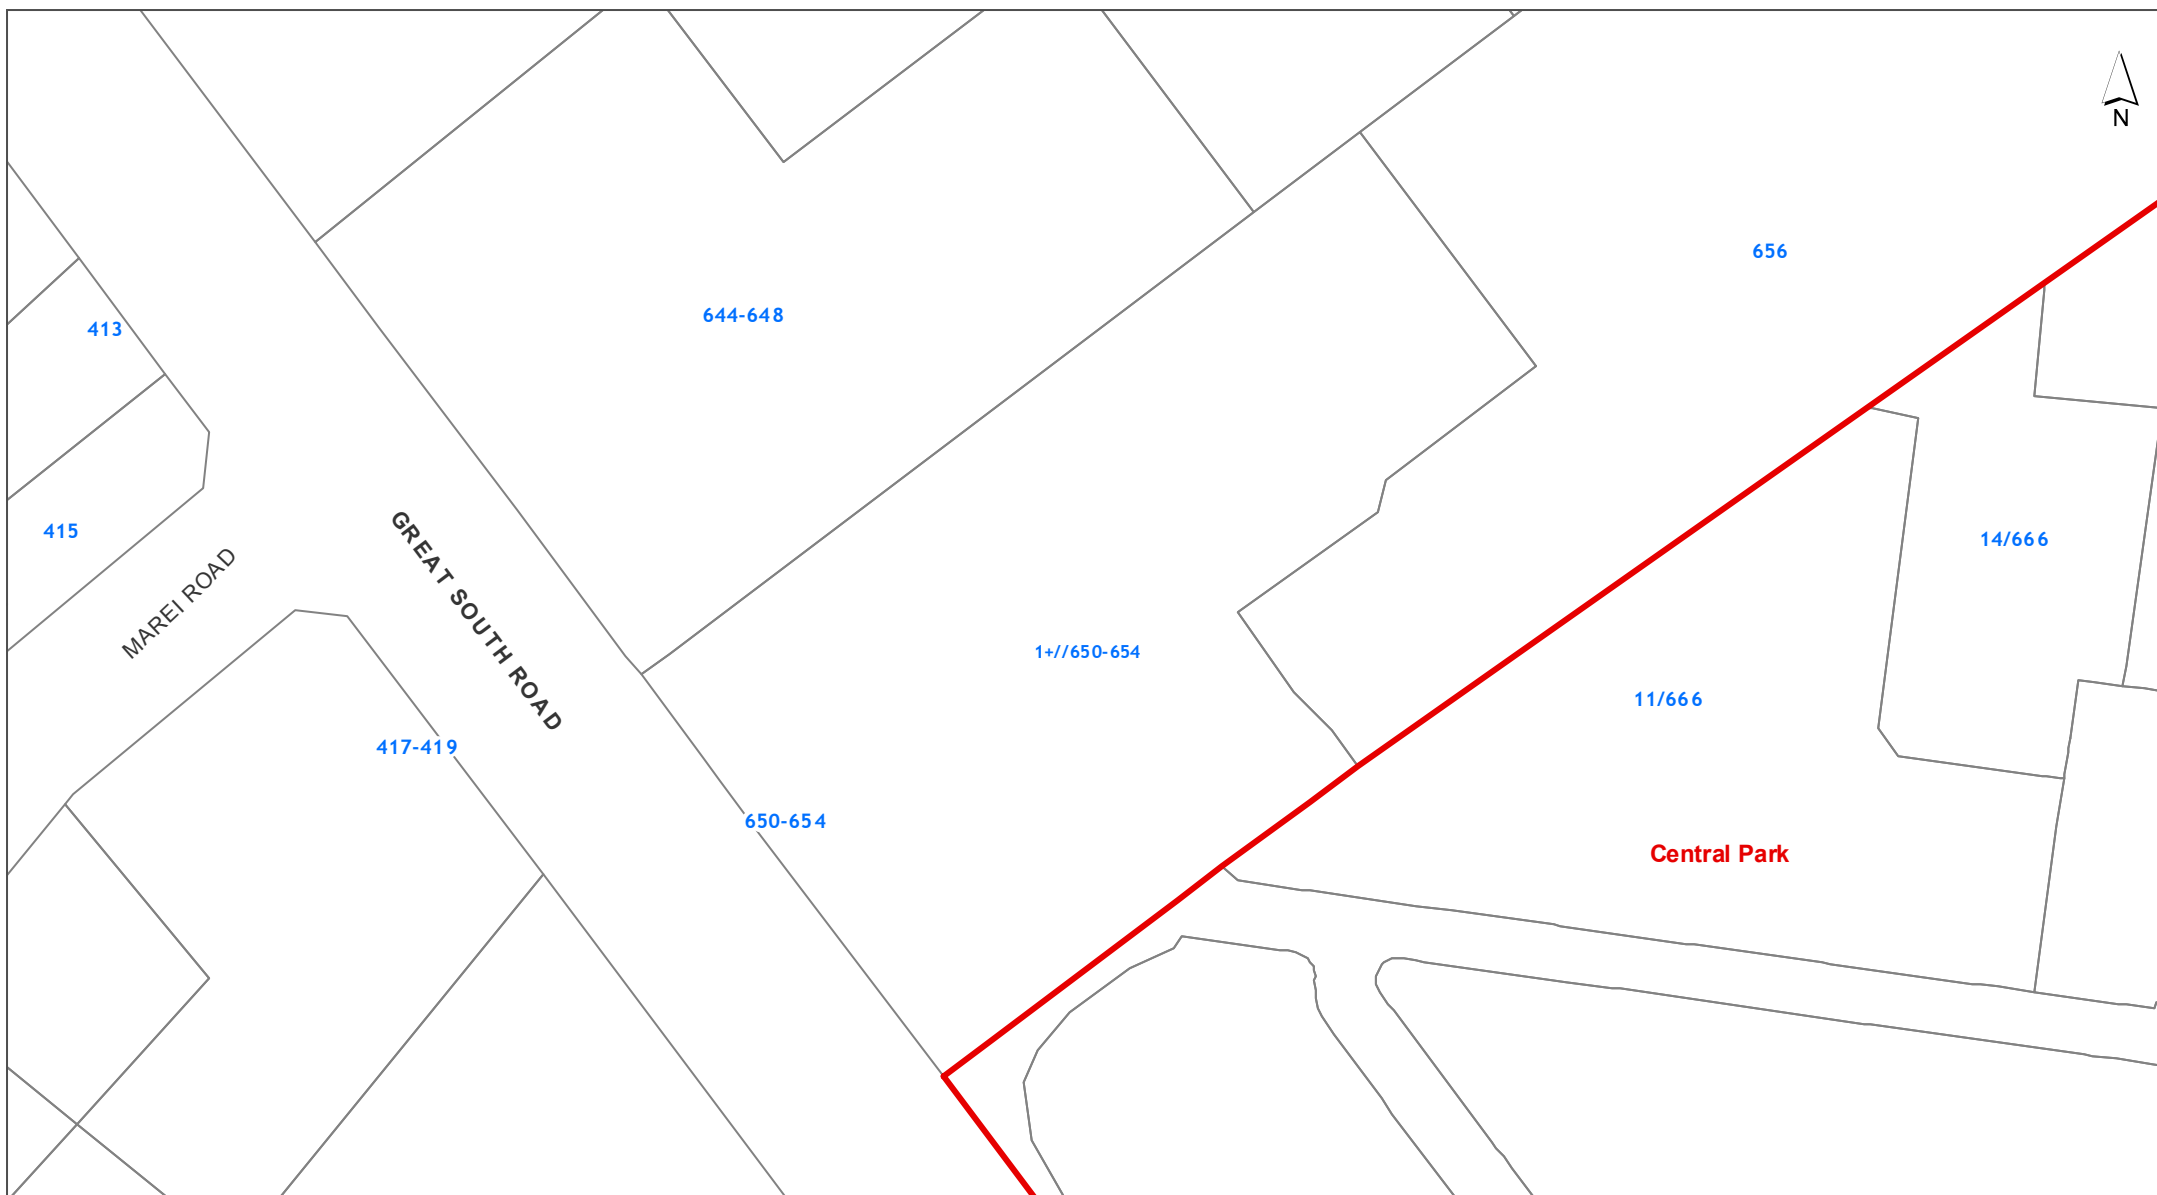 N
656
644-648
413
415
14/666
GREAT SOUTH ROAD
MAREI ROAD
1+//650-654
11/666
417-419
650-654
Central Park